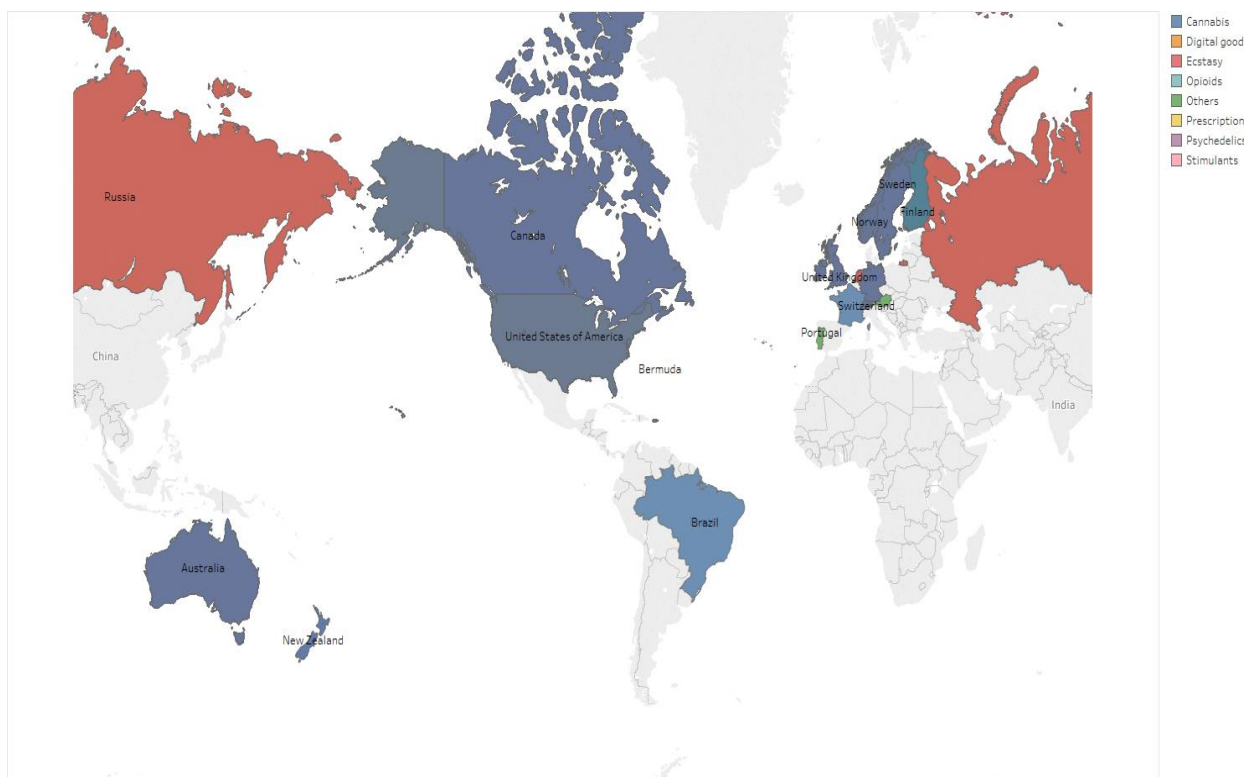 Cannabis
Digital good
Ecstasy
Opioids
Others
Prescription
Psychedelics
Stimulants
Russia
Canada
Sweden
Norway
Finland
United Kingdom
Switzerland
Portugal
United States of America
Bermuda
China
India
Brazil
Australia
New Zealand